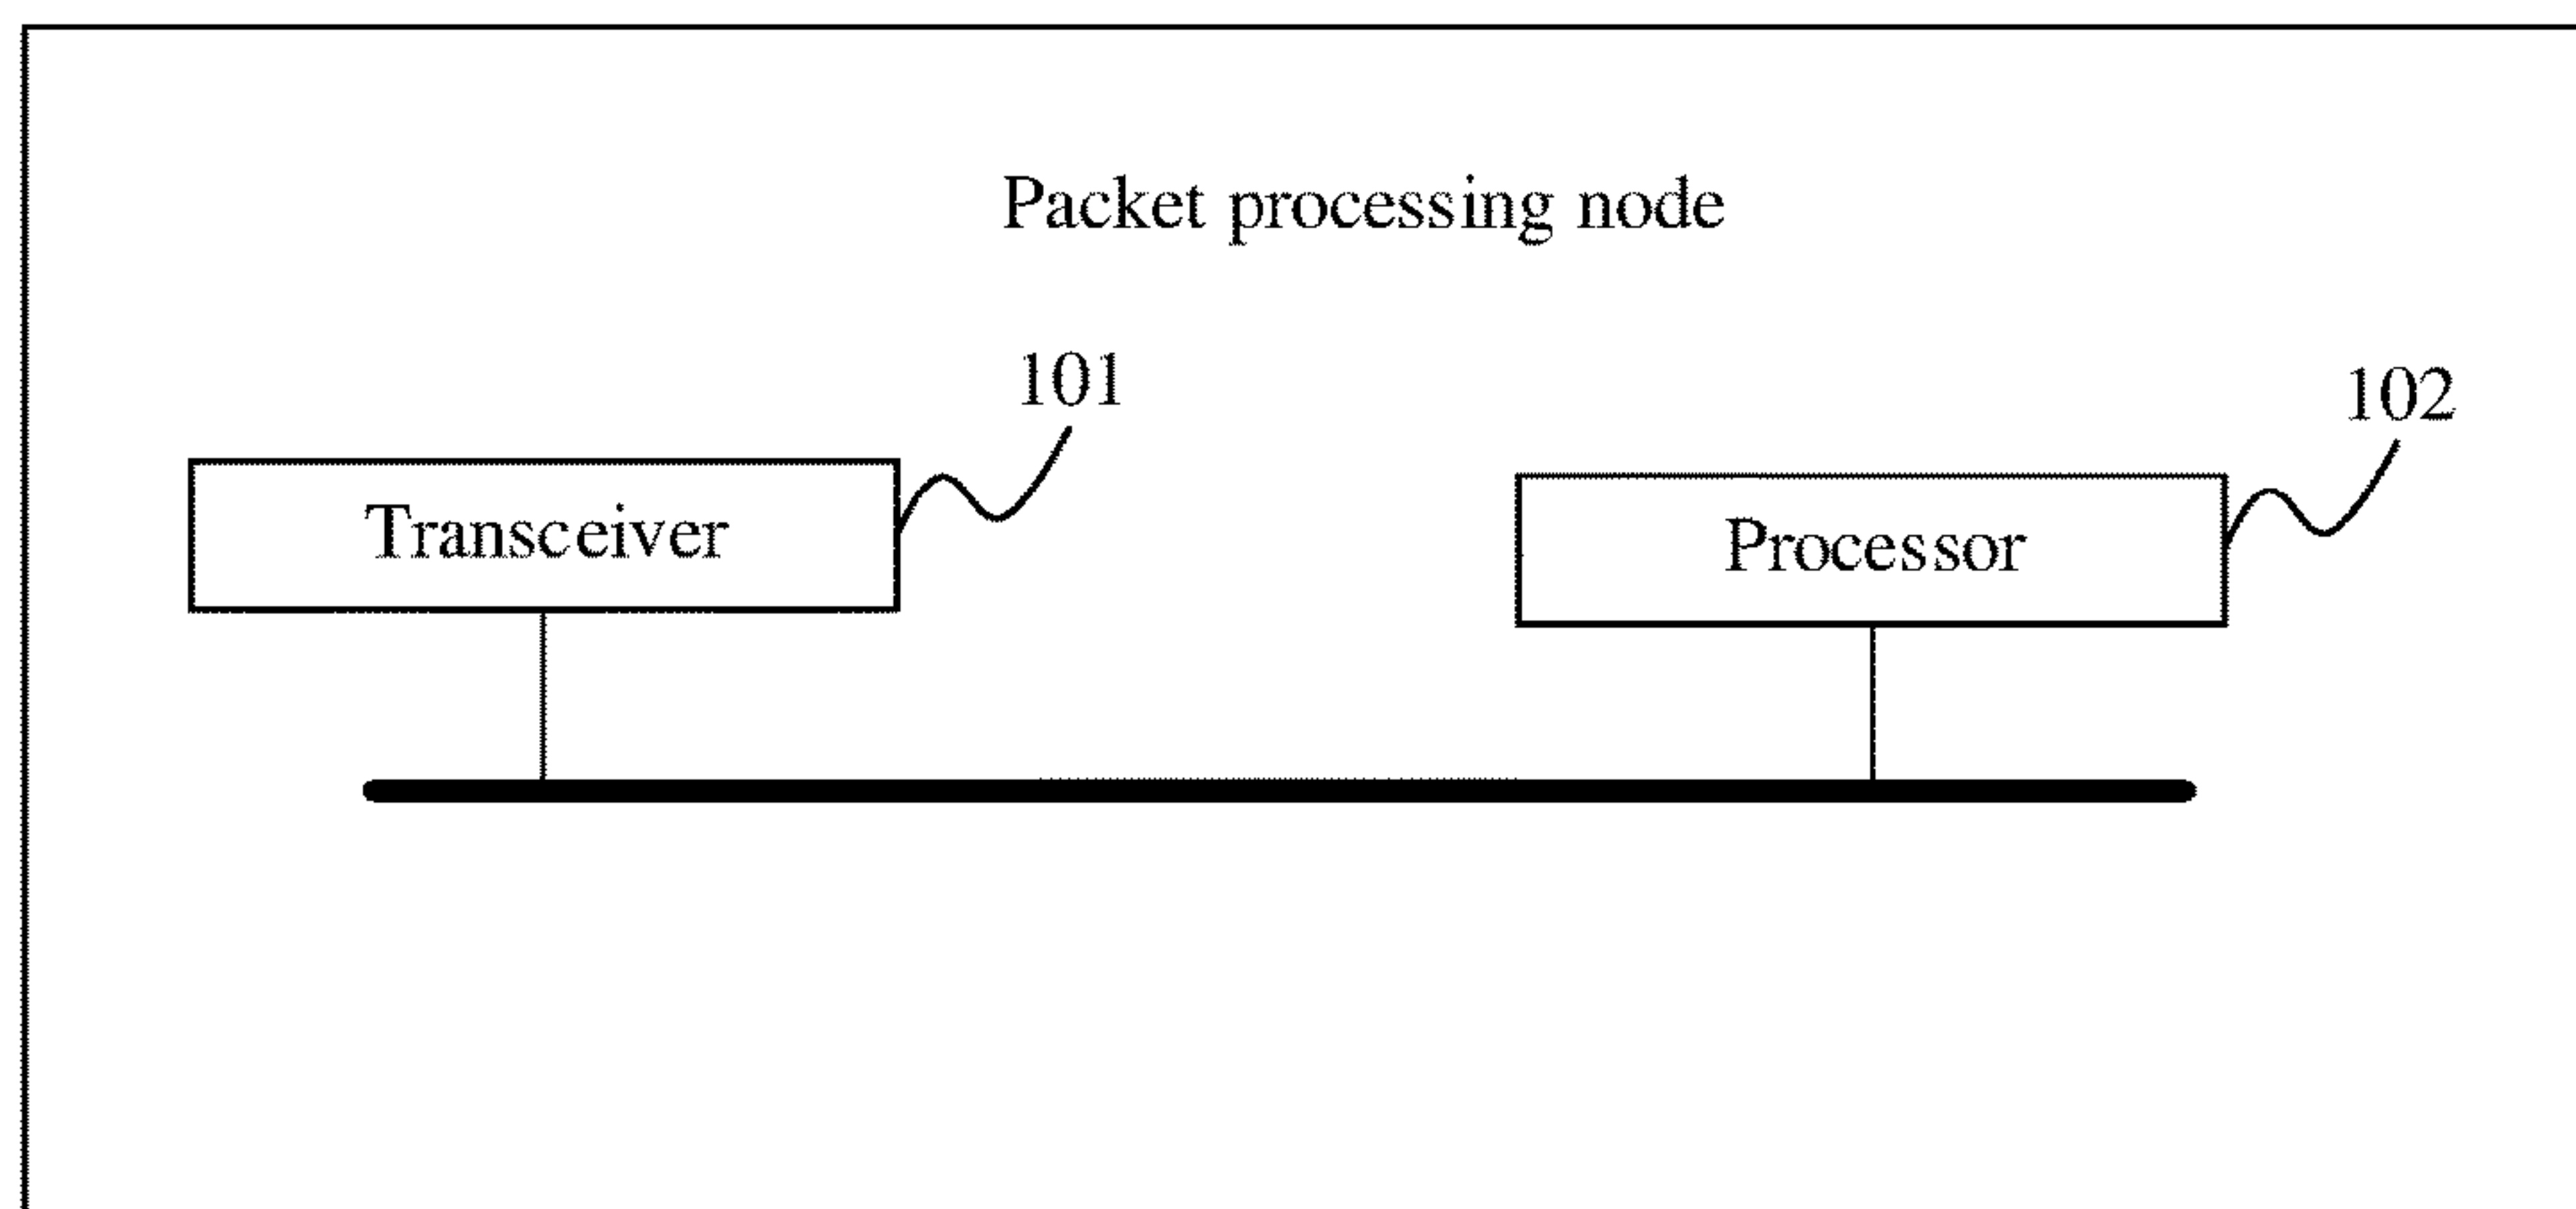 Packet processing node
101
102
Transceiver
Processor